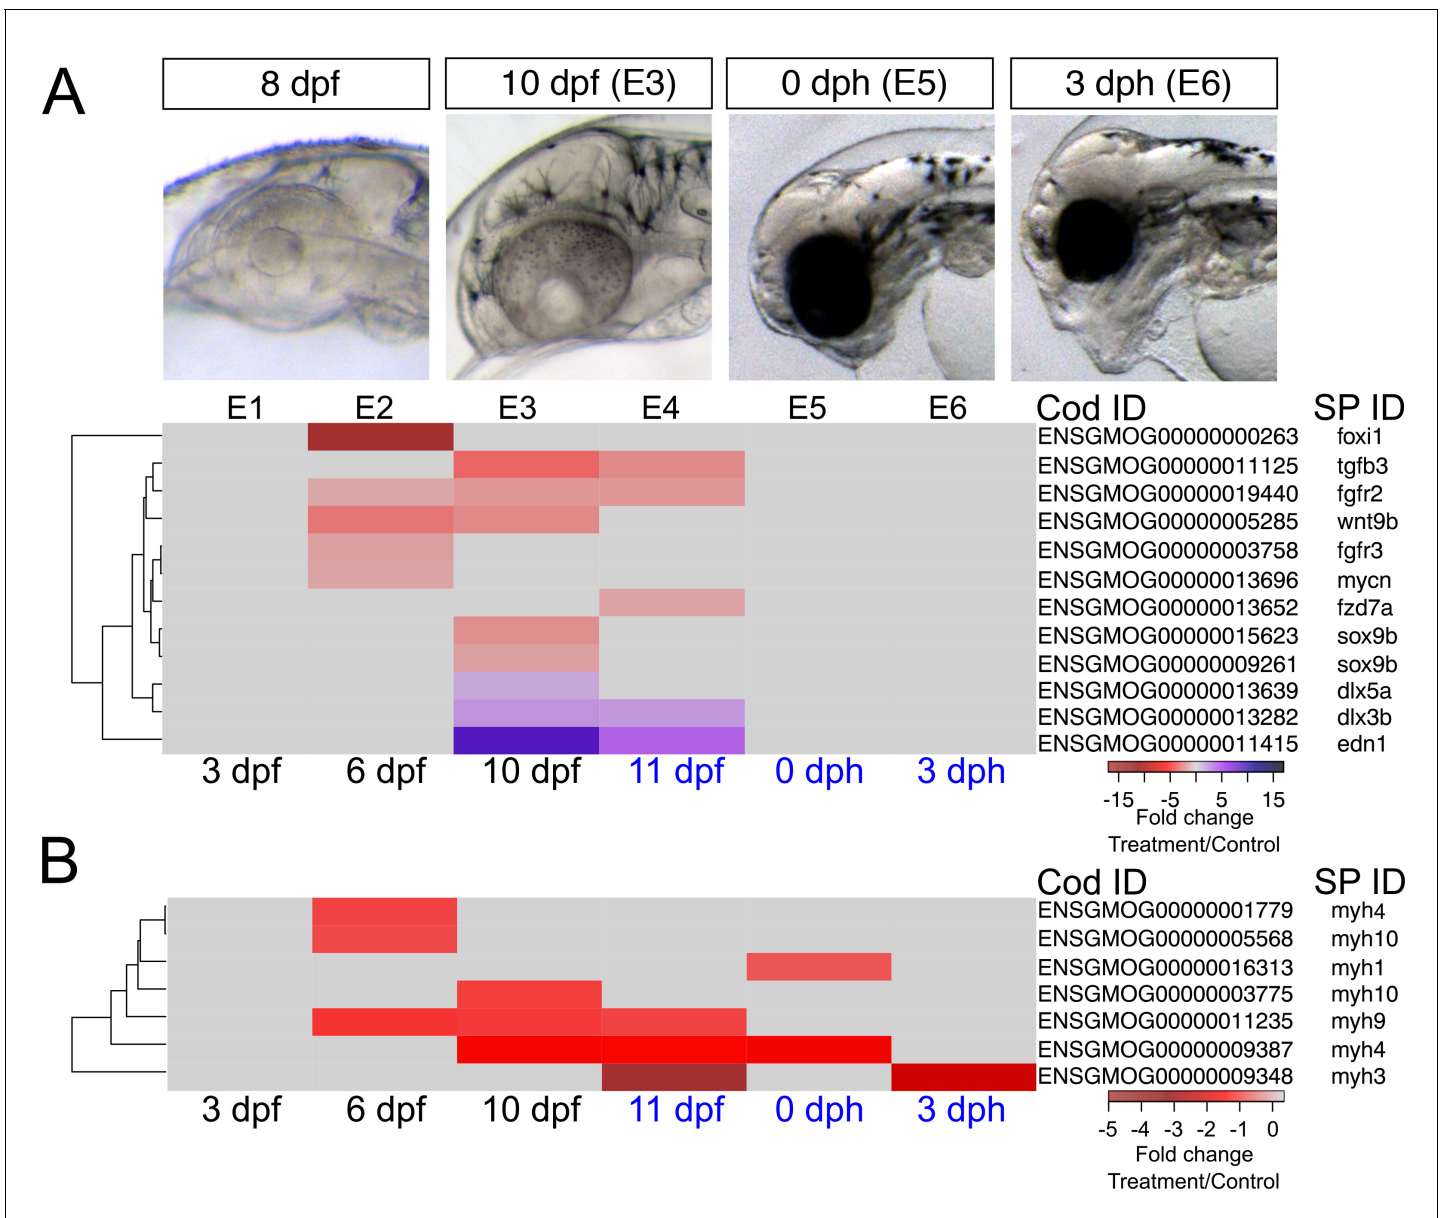 A
8 dpf
10 dpf (E3)
0 dph (E5)
3 dph (E6)
E1 E2 E3 E4 E5 E6 Cod ID SP ID
ENSGMOG00000000263 foxi1
ENSGMOG00000011125 tgfb3
ENSGMOG00000019440 fgfr2
ENSGMOG00000005285 wnt9b
ENSGMOG00000003758 fgfr3
ENSGMOG00000013696 mycn
ENSGMOG00000013652 fzd7a
ENSGMOG00000015623 sox9b
ENSGMOG00000009261 sox9b
ENSGMOG00000013639 dlx5a
ENSGMOG00000013282 dlx3b
ENSGMOG00000011415 edn1
3 dpf 6 dpf 10 dpf 11 dpf 0 dph 3 dph
-15 -5 5 15
Fold change
Treatment/Control
B
Cod ID SP ID
ENSGMOG00000001779 myh4
ENSGMOG00000005568 myh10
ENSGMOG00000016313 myh1
ENSGMOG00000003775 myh10
ENSGMOG00000011235 myh9
ENSGMOG00000009387 myh4
ENSGMOG00000009348 myh3
3 dpf 6 dpf 10 dpf 11 dpf 0 dph 3 dph
-5 -4 -3 -2 -1 0
Fold change
Treatment/Control